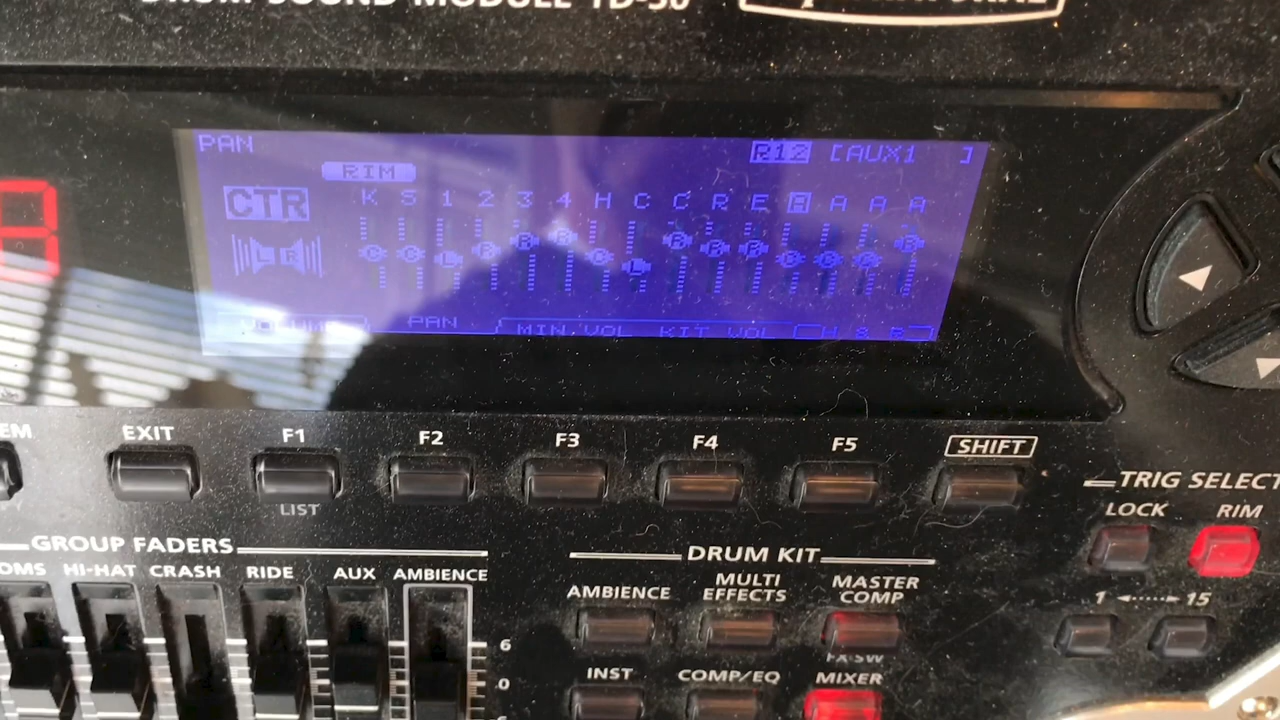 DRUM SOUND MODULE TD-30
PAN
R12 [AUX1 ]
RIM
CTR
K S 1 2 3 4 H C C R E A A A A
L R
C C L R R R C L R R R C C C R
PAN MIN.VOL KIT VOL
EXIT F1 F2 F3 F4 F5 SHIFT
LIST
TRIG SELECT
LOCK RIM
1 15
GROUP FADERS
HI-HAT CRASH RIDE AUX AMBIENCE
6
0
DRUM KIT
AMBIENCE MULTI EFFECTS MASTER COMP
FX SW
INST COMP/EQ MIXER